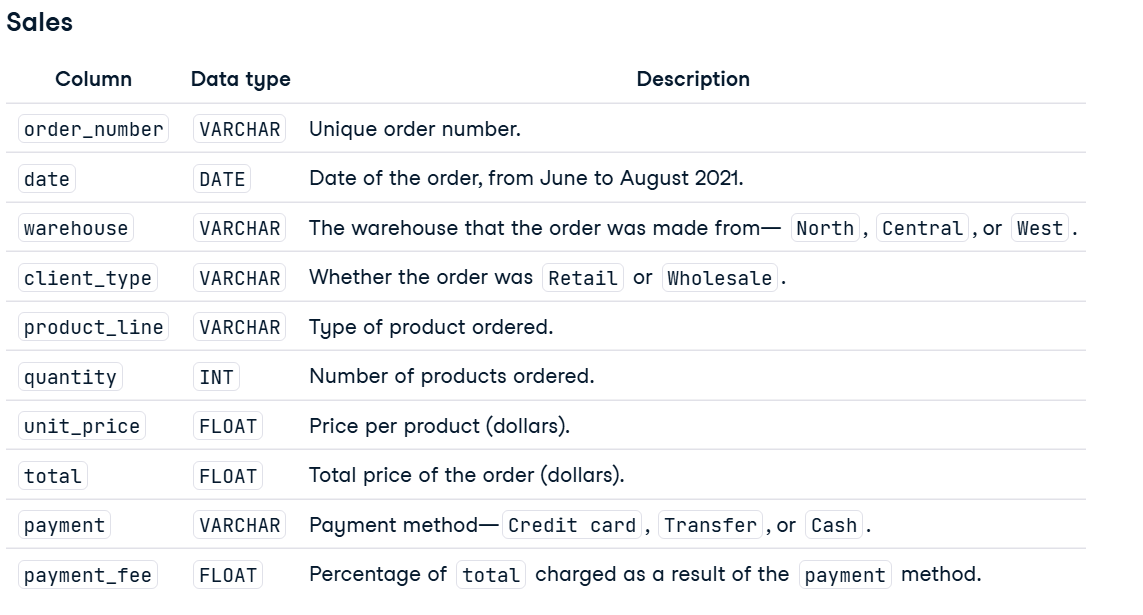 Sales
Column Data type Description
order_number VARCHAR Unique order number.
date DATE Date of the order, from June to August 2021.
warehouse VARCHAR The warehouse that the order was made from— North, Central, or West.
client_type VARCHAR Whether the order was Retail or Wholesale.
product_line VARCHAR Type of product ordered.
quantity INT Number of products ordered.
unit_price FLOAT Price per product (dollars).
total FLOAT Total price of the order (dollars).
payment VARCHAR Payment method—Credit card, Transfer, or Cash.
payment_fee FLOAT Percentage of total charged as a result of the payment method.